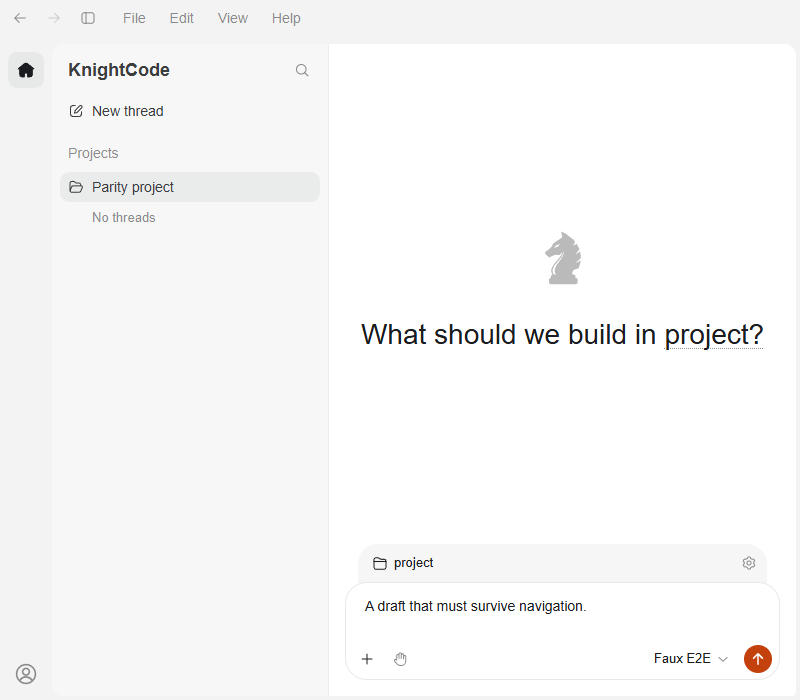 File Edit View Help
KnightCode
New thread
Projects
Parity project
No threads
What should we build in project?
project
A draft that must survive navigation.
Faux E2E